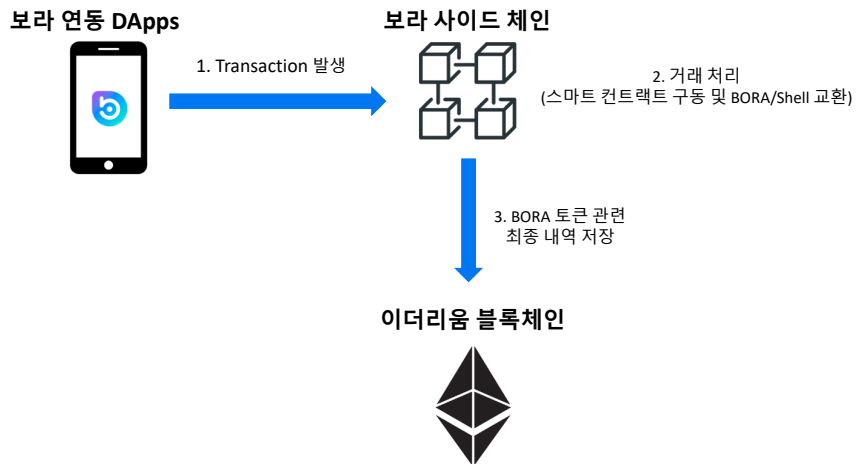 보라 연동 DApps
보라 사이드 체인
1. Transaction 발생
2. 거래 처리
(스마트 컨트랙트 구동 및 BORA/Shell 교환)
3. BORA 토큰 관련
최종 내역 저장
이더리움 블록체인